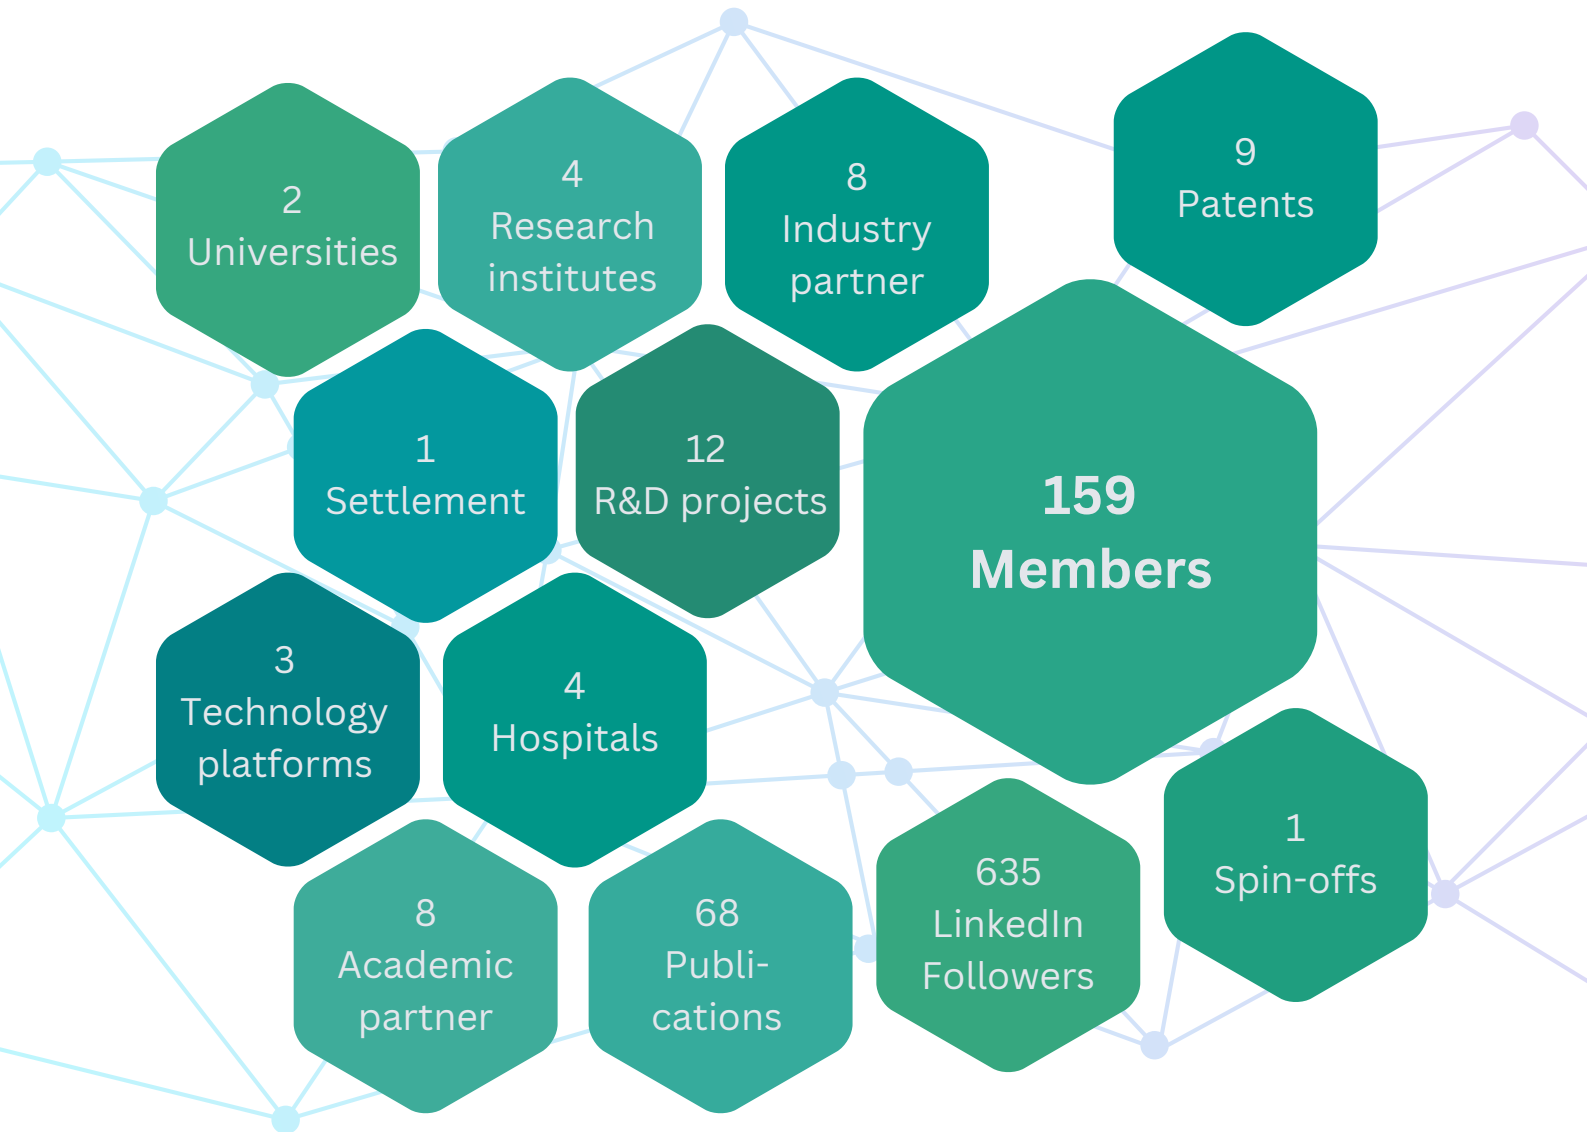 2
Universities
4
Research
institutes
8
Industry
partner
9
Patents
1
Settlement
12
R&D projects
159
Members
3
Technology
platforms
4
Hospitals
8
Academic
partner
68
Publi-
cations
635
LinkedIn
Followers
1
Spin-offs